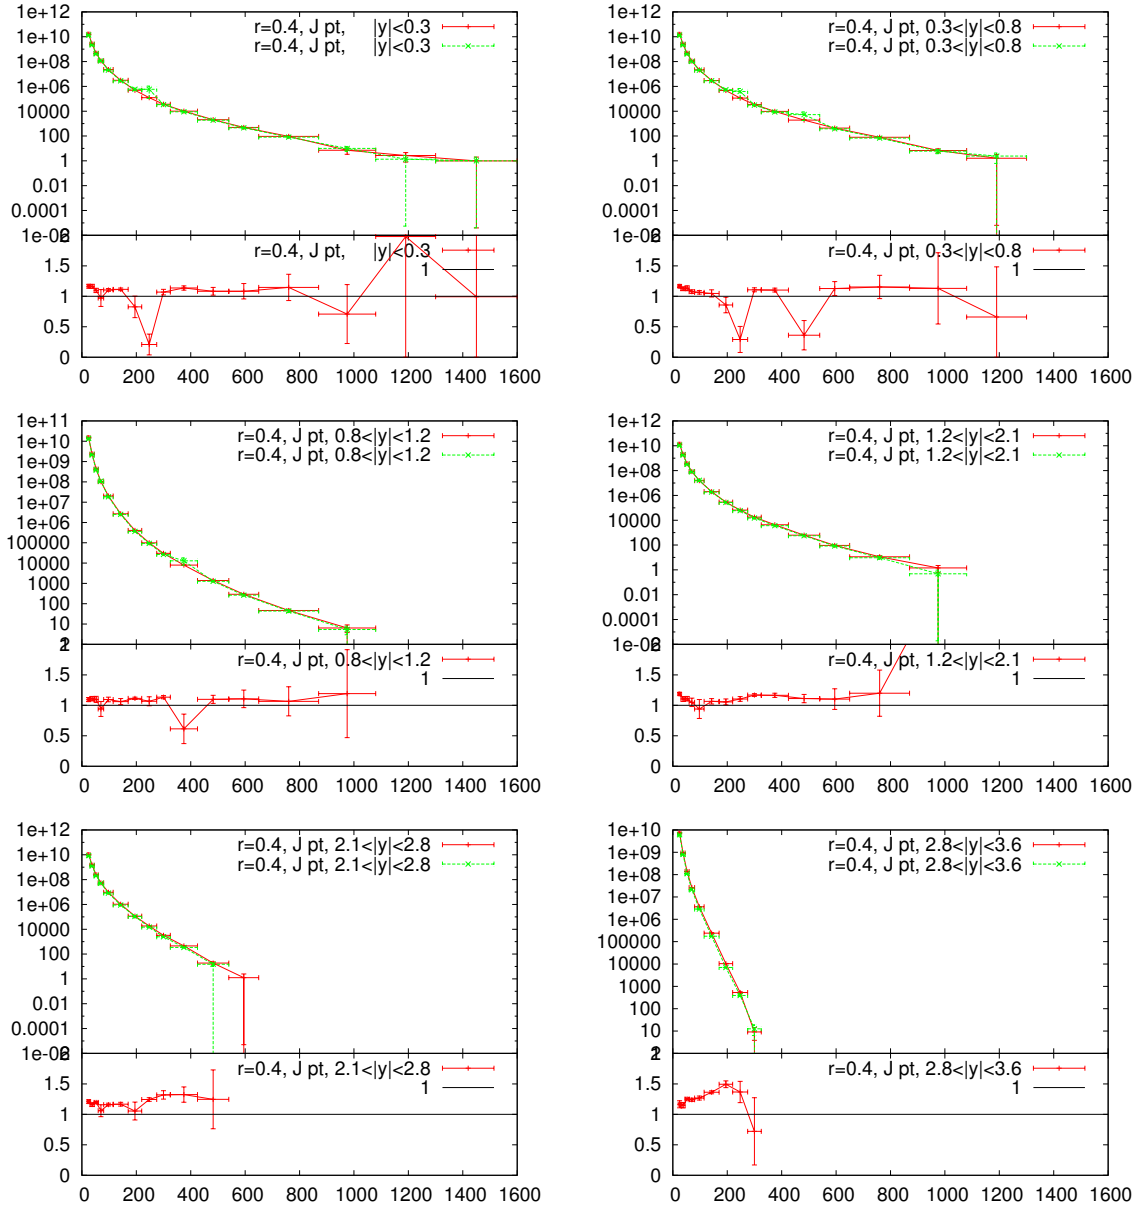 1e+12
1e+10
1e+08
1e+06
10000
100
1
0.01
0.0001
1e-06
r=0.4, J pt, |y|<0.3
r=0.4, J pt, |y|<0.3
2
1.5
1
0.5
0
r=0.4, J pt, |y|<0.3
1
0 200 400 600 800 1000 1200 1400 1600
1e+12
1e+10
1e+08
1e+06
10000
100
1
0.01
0.0001
1e-06
r=0.4, J pt, 0.3<|y|<0.8
r=0.4, J pt, 0.3<|y|<0.8
2
1.5
1
0.5
0
r=0.4, J pt, 0.3<|y|<0.8
1
0 200 400 600 800 1000 1200 1400 1600
1e+11
1e+10
1e+09
1e+08
1e+07
1e+06
100000
10000
1000
100
10
1
r=0.4, J pt, 0.8<|y|<1.2
r=0.4, J pt, 0.8<|y|<1.2
2
1.5
1
0.5
0
r=0.4, J pt, 0.8<|y|<1.2
1
0 200 400 600 800 1000 1200 1400 1600
1e+12
1e+10
1e+08
1e+06
10000
100
1
0.01
0.0001
1e-06
r=0.4, J pt, 1.2<|y|<2.1
r=0.4, J pt, 1.2<|y|<2.1
2
1.5
1
0.5
0
r=0.4, J pt, 1.2<|y|<2.1
1
0 200 400 600 800 1000 1200 1400 1600
1e+12
1e+10
1e+08
1e+06
10000
100
1
0.01
0.0001
1e-06
r=0.4, J pt, 2.1<|y|<2.8
r=0.4, J pt, 2.1<|y|<2.8
2
1.5
1
0.5
0
r=0.4, J pt, 2.1<|y|<2.8
1
0 200 400 600 800 1000 1200 1400 1600
1e+10
1e+09
1e+08
1e+07
1e+06
100000
10000
1000
100
10
1
r=0.4, J pt, 2.8<|y|<3.6
r=0.4, J pt, 2.8<|y|<3.6
2
1.5
1
0.5
0
r=0.4, J pt, 2.8<|y|<3.6
1
0 200 400 600 800 1000 1200 1400 1600